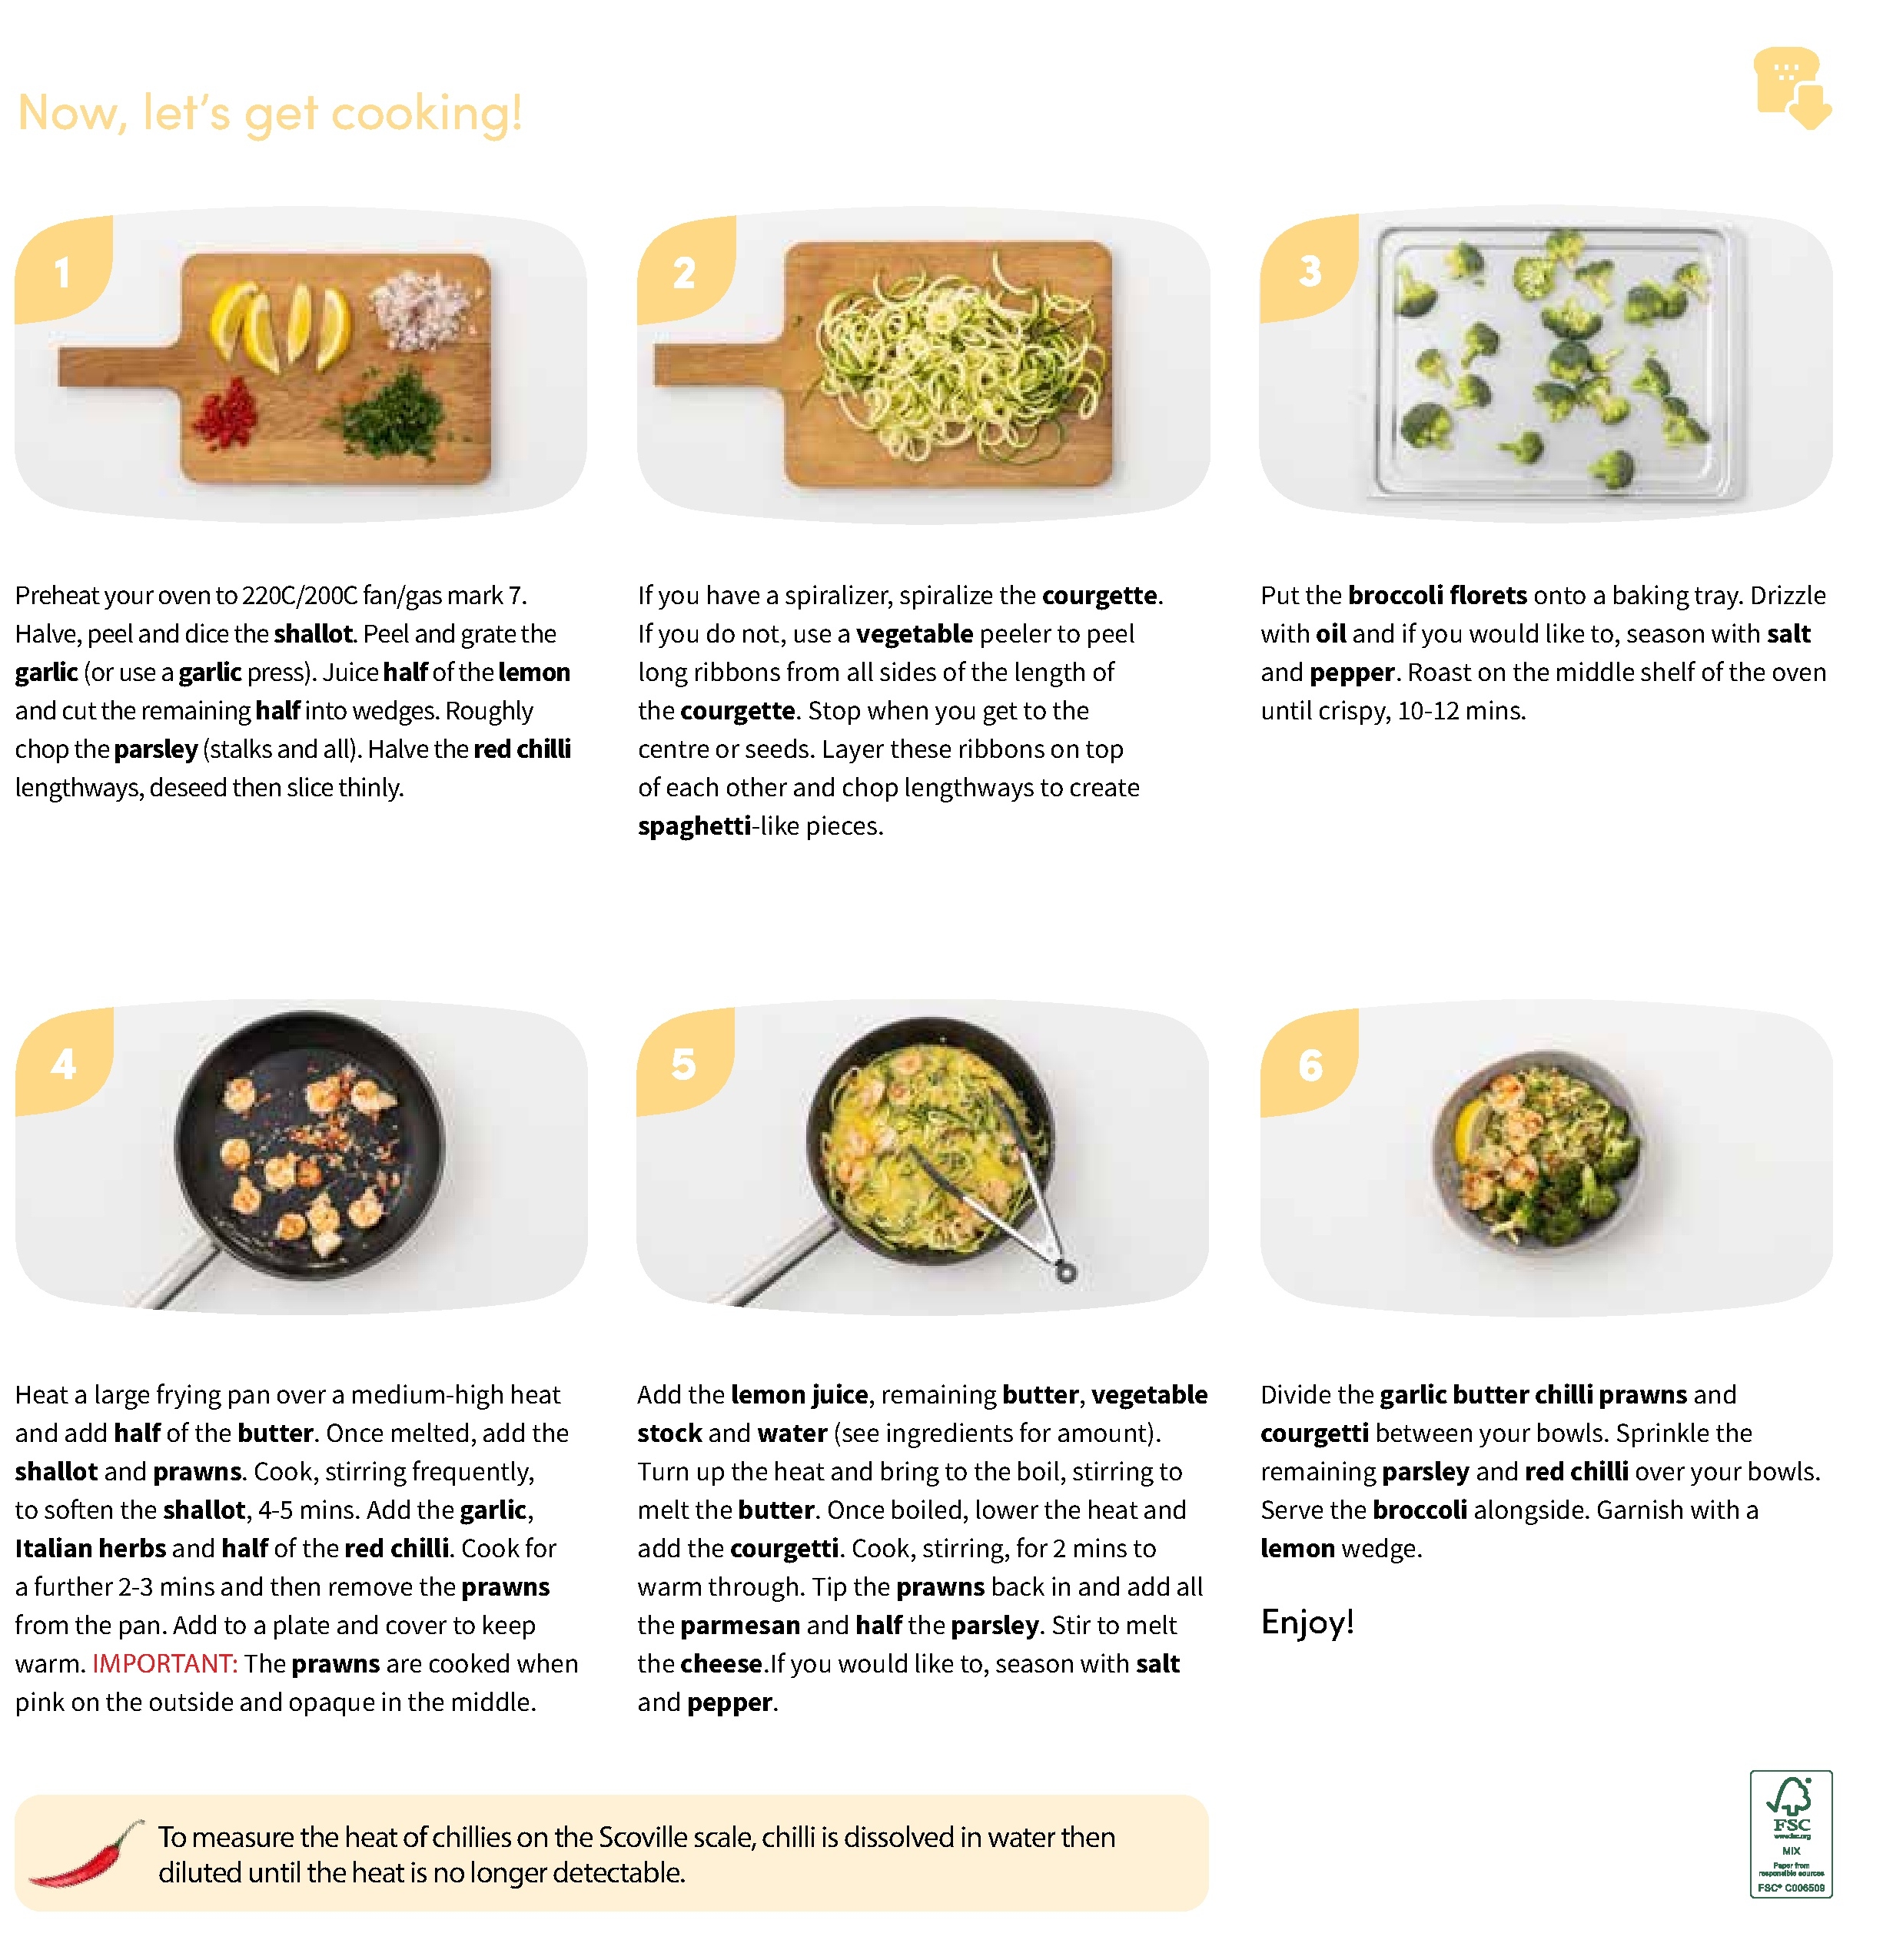 Now, let's get cooking!
1
2
3
Preheat your oven to 220C/200C fan/gas mark 7.
Halve, peel and dice the shallot. Peel and grate the
garlic (or use a garlic press). Juice half of the lemon
and cut the remaining half into wedges. Roughly
chop the parsley (stalks and all). Halve the red chilli
lengthways, deseed then slice thinly.
If you have a spiralizer, spiralize the courgette.
If you do not, use a vegetable peeler to peel
long ribbons from all sides of the length of
the courgette. Stop when you get to the
centre or seeds. Layer these ribbons on top
of each other and chop lengthways to create
spaghetti-like pieces.
Put the broccoli florets onto a baking tray. Drizzle
with oil and if you would like to, season with salt
and pepper. Roast on the middle shelf of the oven
until crispy, 10-12 mins.
4
5
6
Heat a large frying pan over a medium-high heat
and add half of the butter. Once melted, add the
shallot and prawns. Cook, stirring frequently,
to soften the shallot, 4-5 mins. Add the garlic,
Italian herbs and half of the red chilli. Cook for
a further 2-3 mins and then remove the prawns
from the pan. Add to a plate and cover to keep
warm. IMPORTANT: The prawns are cooked when
pink on the outside and opaque in the middle.
Add the lemon juice, remaining butter, vegetable
stock and water (see ingredients for amount).
Turn up the heat and bring to the boil, stirring to
melt the butter. Once boiled, lower the heat and
add the courgetti. Cook, stirring, for 2 mins to
warm through. Tip the prawns back in and add all
the parmesan and half the parsley. Stir to melt
the cheese.If you would like to, season with salt
and pepper.
Divide the garlic butter chilli prawns and
courgetti between your bowls. Sprinkle the
remaining parsley and red chilli over your bowls.
Serve the broccoli alongside. Garnish with a
lemon wedge.
Enjoy!
To measure the heat of chillies on the Scoville scale, chilli is dissolved in water then
diluted until the heat is no longer detectable.
FSC
www.fsc.org
MIX
Paper from
responsible sources
FSC® C006509